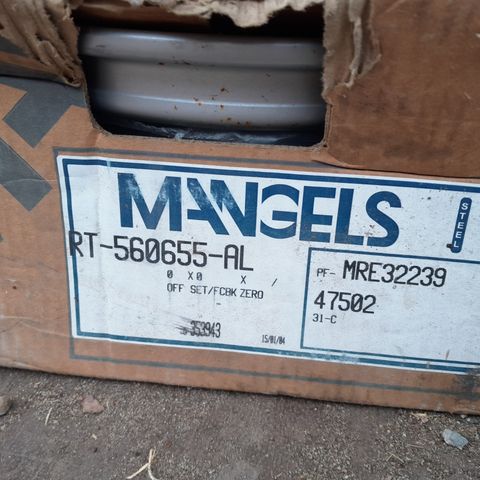 MANGELS
STEEL
RT-560655-AL
0 X0 X /
OFF SET/FCBK ZERO
-
353943
15/01/04
PF- MRE32239
47502
31-C